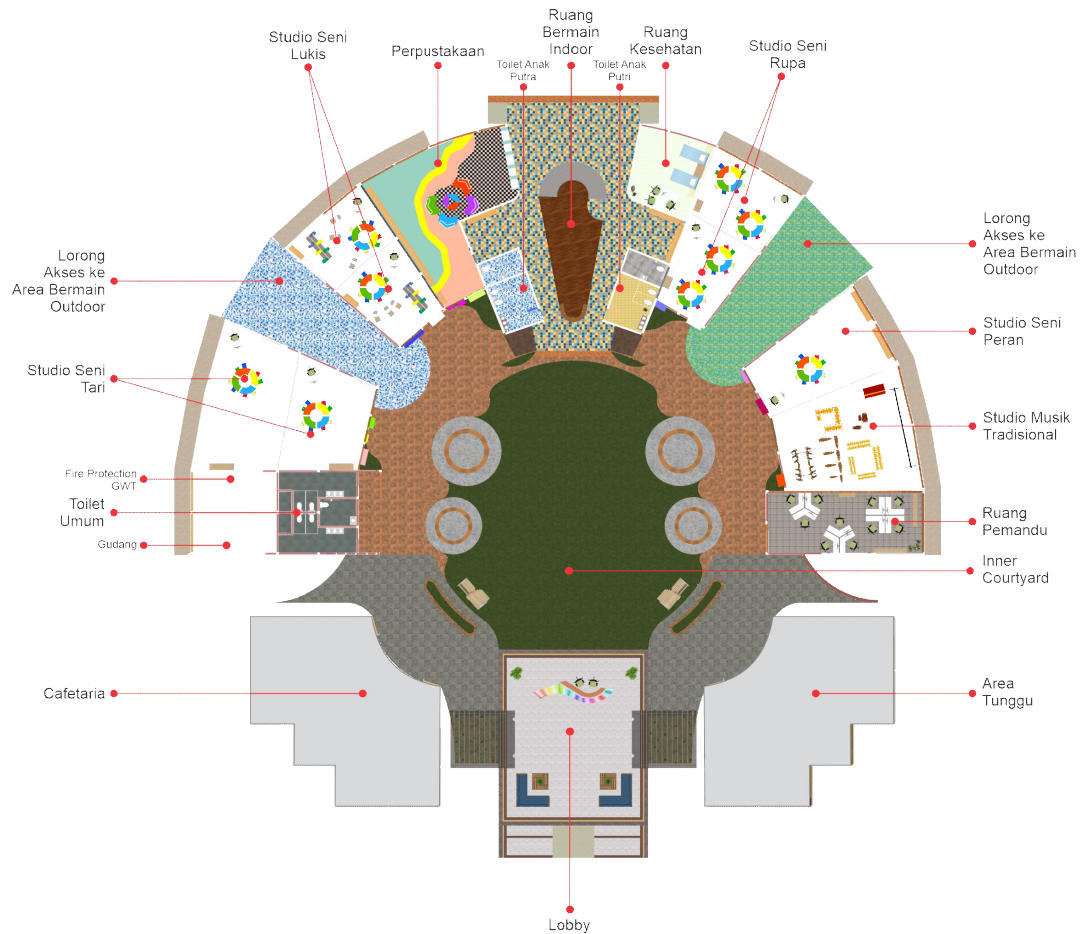 Ruang
Bermain
Indoor
Studio Seni
Lukis
Perpustakaan
Ruang
Kesehatan
Studio Seni
Rupa
Toilet Anak
Putra
Toilet Anak
Putri
Lorong
Akses ke
Area Bermain
Outdoor
Lorong
Akses ke
Area Bermain
Outdoor
Studio Seni
Peran
Studio Seni
Tari
Studio Musik
Tradisional
Fire Protection
GWT
Toilet
Umum
Ruang
Pemandu
Gudang
Inner
Courtyard
Cafetaria
Area
Tunggu
Lobby